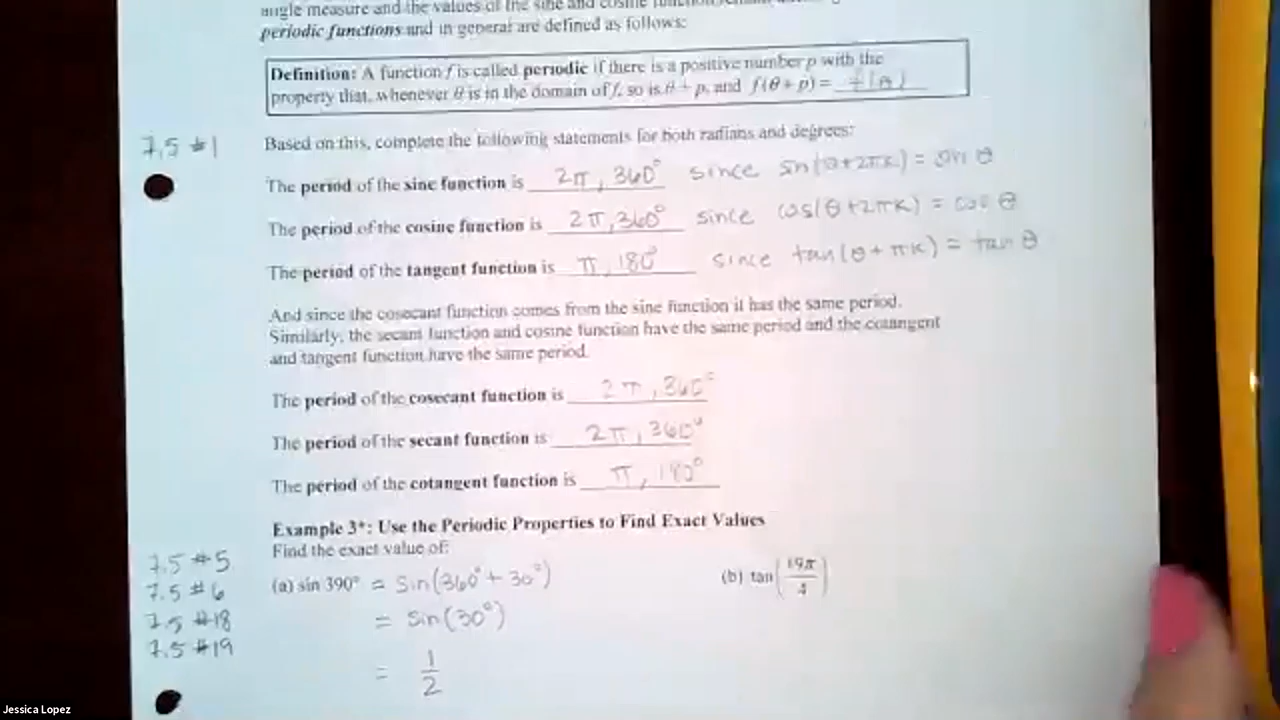 angle measure and the values of the sine and cosine
periodic functions and in general are defined as follows:
Definition: A function f is called periodic if there is a positive number p with the
property that, whenever θ is in the domain of f, so is θ + p, and f(θ + p) = f(θ)
7.5 #1
Based on this, complete the following statements for both radians and degrees:
The period of the sine function is 2π, 360° since sin(θ+2πk) = sin θ
The period of the cosine function is 2π, 360° since cos(θ+2πk) = cos θ
The period of the tangent function is π, 180° since tan(θ+πk) = tan θ
And since the cosecant function comes from the sine function it has the same period.
Similarly, the secant function and cosine function have the same period and the cotangent
and tangent function have the same period.
The period of the cosecant function is 2π, 360°
The period of the secant function is 2π, 360°
The period of the cotangent function is π, 180°
Example 3*: Use the Periodic Properties to Find Exact Values
Find the exact value of:
7.5 #5
7.5 #6
7.5 #18
7.5 #19
(a) sin 390° = sin(360° + 30°)
= sin(30°)
= 1/2
(b) tan(19π/4)
Jessica Lopez